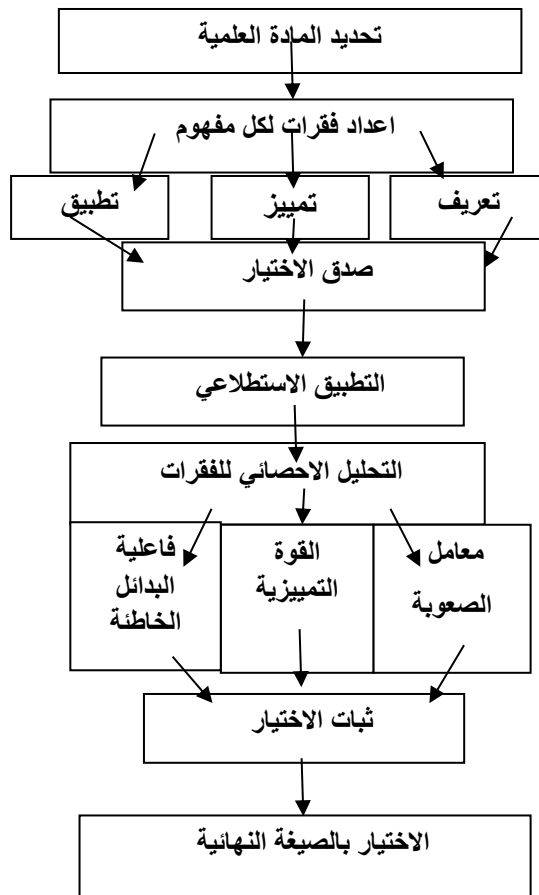 تحديد المادة العلمية
اعداد فقرات لكل مفهوم
تعريف
تمييز
تطبيق
صدق الاختيار
التطبيق الاستطلاعي
التحليل الاحصائي للفقرات
معامل
الصعوبة
القوة
التمييزية
فاعلية
البدائل
الخاطئة
ثبات الاختيار
الاختيار بالصيغة النهائية